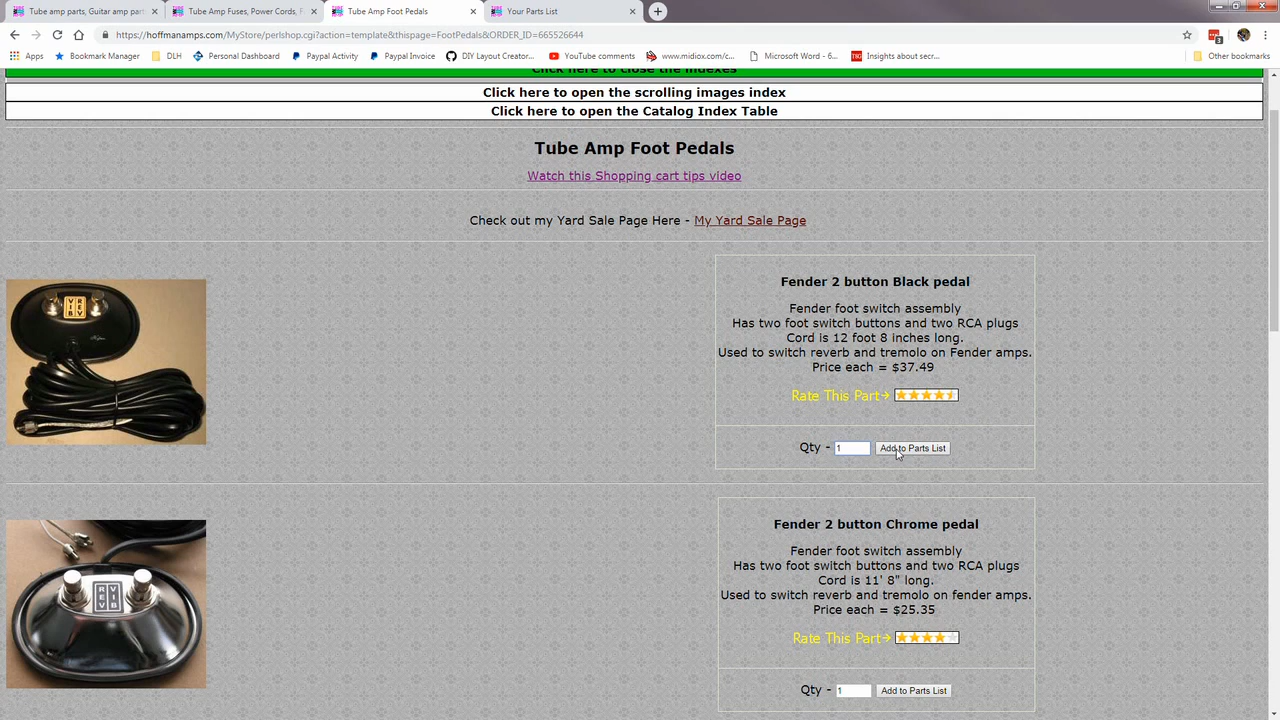 Tube amp parts, Guitar amp part
Tube Amp Fuses, Power Cords, F
Tube Amp Foot Pedals
Your Parts List
https://hoffmanamps.com/MyStore/perlshop.cgi?action=template&thispage=FootPedals&ORDER_ID=665526644
Apps
Bookmark Manager
DLH
Personal Dashboard
Paypal Activity
Paypal Invoice
DIY Layout Creator...
YouTube comments
www.midiox.com/c...
Microsoft Word - 6...
Insights about secr...
Other bookmarks
Click here to close the indexes
Click here to open the scrolling images index
Click here to open the Catalog Index Table
Tube Amp Foot Pedals
Watch this Shopping cart tips video
Check out my Yard Sale Page Here - My Yard Sale Page
Fender 2 button Black pedal
Fender foot switch assembly
Has two foot switch buttons and two RCA plugs
Cord is 12 foot 8 inches long.
Used to switch reverb and tremolo on Fender amps.
Price each = $37.49
Rate This Part→
Qty - 1 Add to Parts List
Fender 2 button Chrome pedal
Fender foot switch assembly
Has two foot switch buttons and two RCA plugs
Cord is 11' 8" long.
Used to switch reverb and tremolo on fender amps.
Price each = $25.35
Rate This Part→
Qty - 1 Add to Parts List